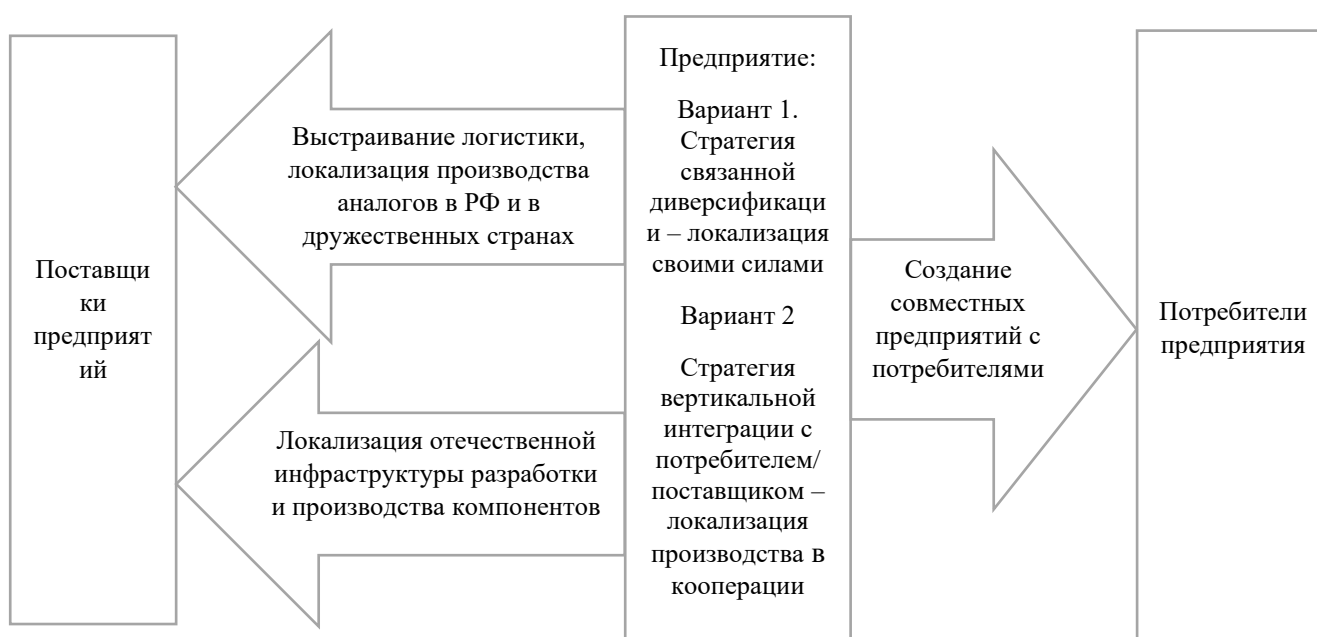 Поставщи
ки
предприят
ий
Выстраивание логистики,
локализация производства
аналогов в РФ и в
дружественных странах
Локализация отечественной
инфраструктуры разработки
и производства компонентов
Предприятие:
Вариант 1.
Стратегия
связанной
диверсификаци
и – локализация
своими силами
Вариант 2
Стратегия
вертикальной
интеграции с
потребителем/
поставщиком –
локализация
производства в
кооперации
Создание
совместных
предприятий с
потребителями
Потребители
предприятия